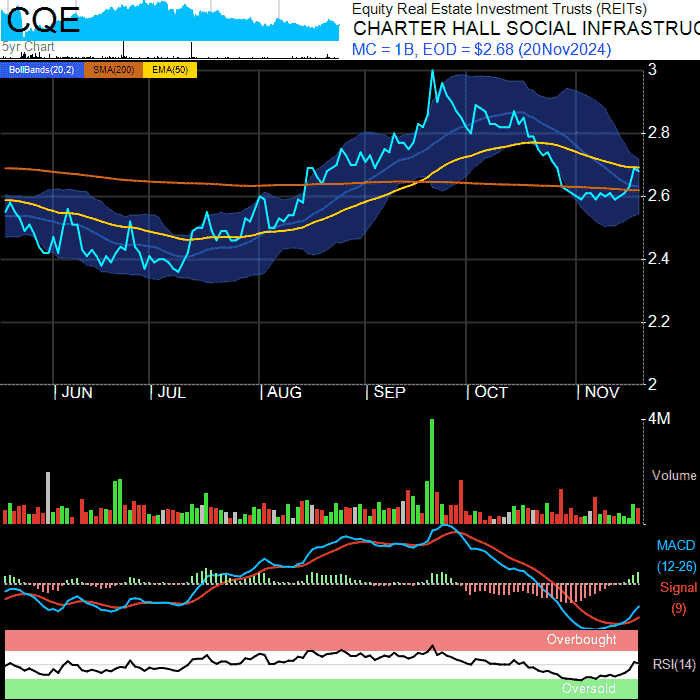 CQE
5yr Chart
Equity Real Estate Investment Trusts (REITs)
CHARTER HALL SOCIAL INFRASTRUC
MC = 1B, EOD = $2.68 (20Nov2024)
BollBands(20,2) SMA(200) EMA(50)
3
2.8
2.6
2.4
2.2
2
JUN JUL AUG SEP OCT NOV
4M
Volume
MACD
(12-26)
Signal
(9)
Overbought
RSI(14)
Oversold